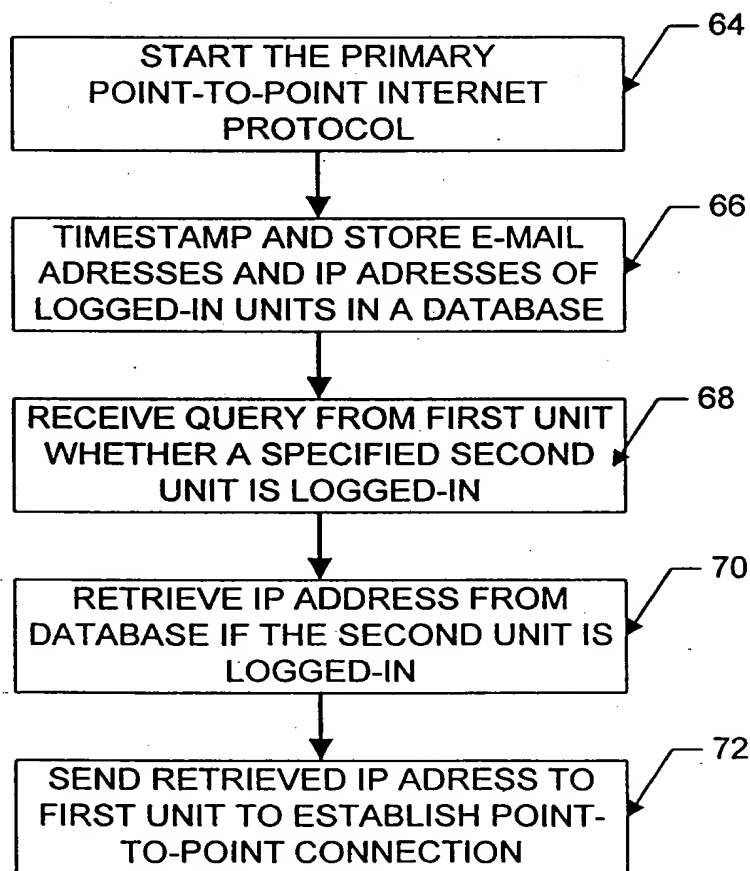 64
START THE PRIMARY
POINT-TO-POINT INTERNET
PROTOCOL
66
TIMESTAMP AND STORE E-MAIL
ADRESSES AND IP ADRESSES OF
LOGGED-IN UNITS IN A DATABASE
68
RECEIVE QUERY FROM FIRST UNIT
WHETHER A SPECIFIED SECOND
UNIT IS LOGGED-IN
70
RETRIEVE IP ADDRESS FROM
DATABASE IF THE SECOND UNIT IS
LOGGED-IN
72
SEND RETRIEVED IP ADRESS TO
FIRST UNIT TO ESTABLISH POINT-
TO-POINT CONNECTION